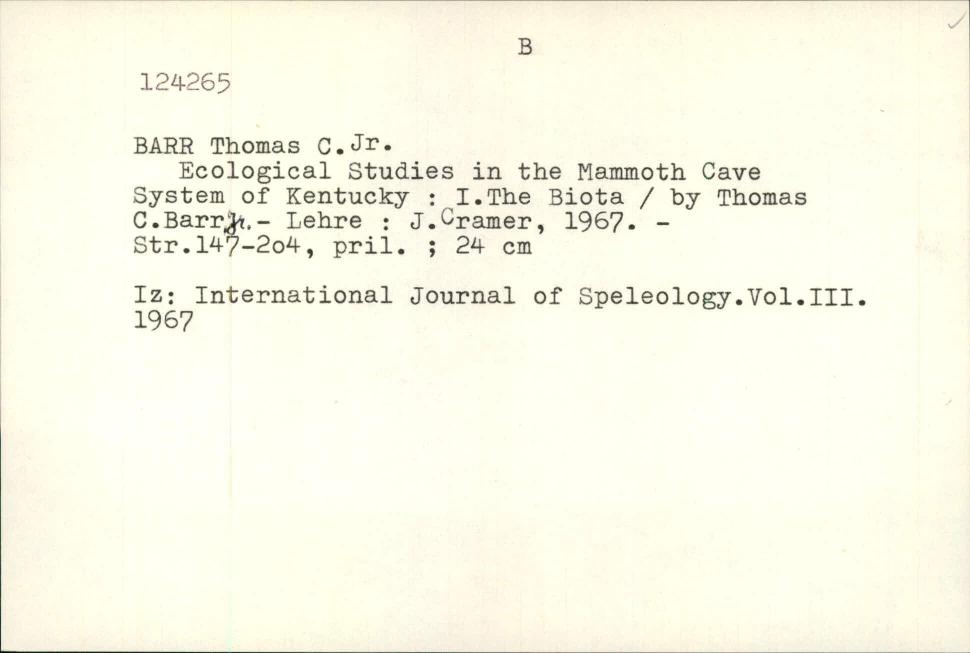 B
124265
BARR Thomas C.Jr.
Ecological Studies in the Mammoth Cave
System of Kentucky : I.The Biota / by Thomas
C.Barr jr.- Lehre : J.Cramer, 1967. -
Str.147-2o4, pril. ; 24 cm
Iz: International Journal of Speleology.Vol.III.
1967